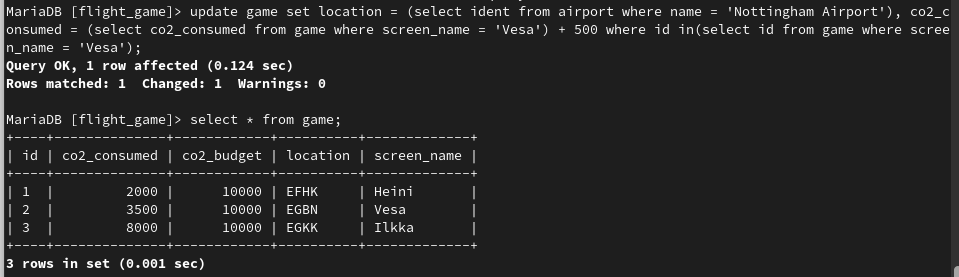 MariaDB [flight_game]> update game set location = (select ident from airport where name = 'Nottingham Airport'), co2_c
onsumed = (select co2_consumed from game where screen_name = 'Vesa') + 500 where id in(select id from game where scree
n_name = 'Vesa');
Query OK, 1 row affected (0.124 sec)
Rows matched: 1  Changed: 1  Warnings: 0

MariaDB [flight_game]> select * from game;
+----+--------------+------------+----------+-------------+
| id | co2_consumed | co2_budget | location | screen_name |
+----+--------------+------------+----------+-------------+
| 1  |         2000 |      10000 | EFHK     | Heini       |
| 2  |         3500 |      10000 | EGBN     | Vesa        |
| 3  |         8000 |      10000 | EGKK     | Ilkka       |
+----+--------------+------------+----------+-------------+
3 rows in set (0.001 sec)